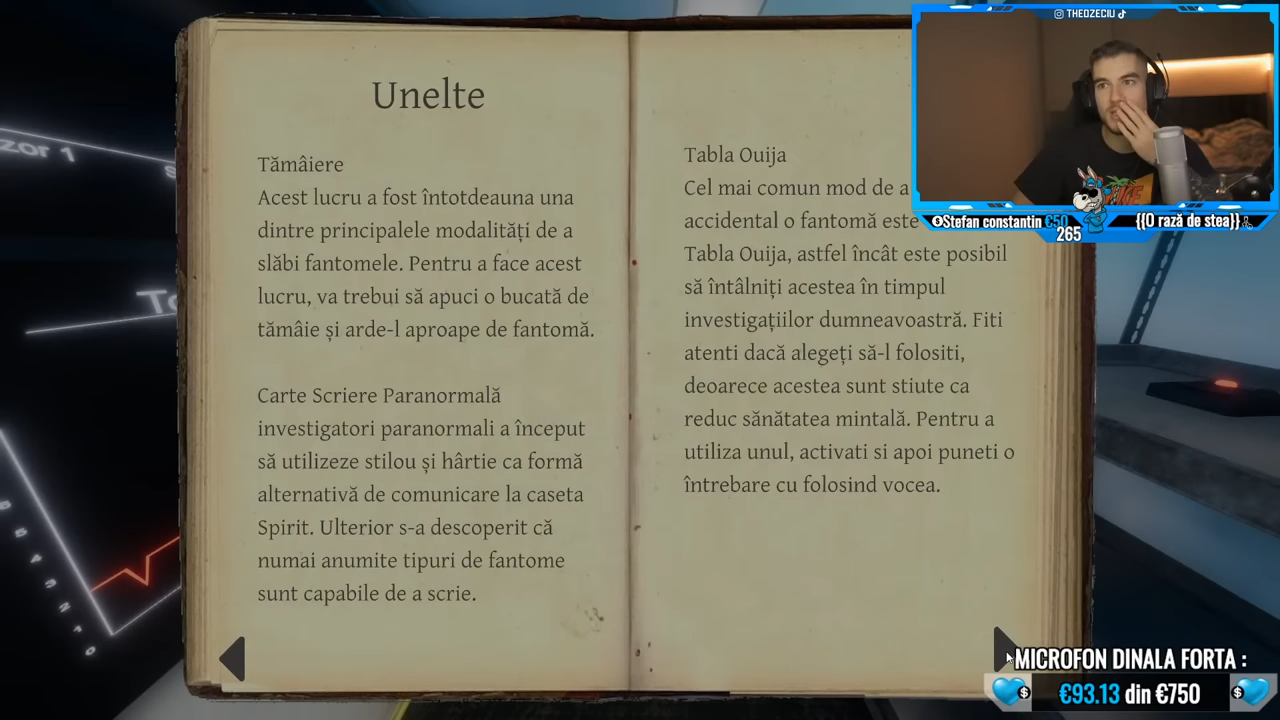 zor 1
Unelte
Tămâiere
Acest lucru a fost întotdeauna una
dintre principalele modalități de a
slăbi fantomele. Pentru a face acest
lucru, va trebui să apuci o bucată de
tămâie și arde-l aproape de fantomă.
Carte Scriere Paranormală
investigatori paranormali a început
să utilizeze stilou și hârtie ca formă
alternativă de comunicare la caseta
Spirit. Ulterior s-a descoperit că
numai anumite tipuri de fantome
sunt capabile de a scrie.
Tabla Ouija
Cel mai comun mod de a
accidental o fantomă este
Tabla Ouija, astfel încât este posibil
să întâlniți acestea în timpul
investigațiilor dumneavoastră. Fiti
atenti dacă alegeți să-l folositi,
deoarece acestea sunt stiute ca
reduc sănătatea mintală. Pentru a
utiliza unul, activati si apoi puneti o
întrebare cu folosind vocea.
THEOZECIU
Stefan constantin €50
{{O rază de stea}}
265
MICROFON DINALA FORTA :
€93.13 din €750